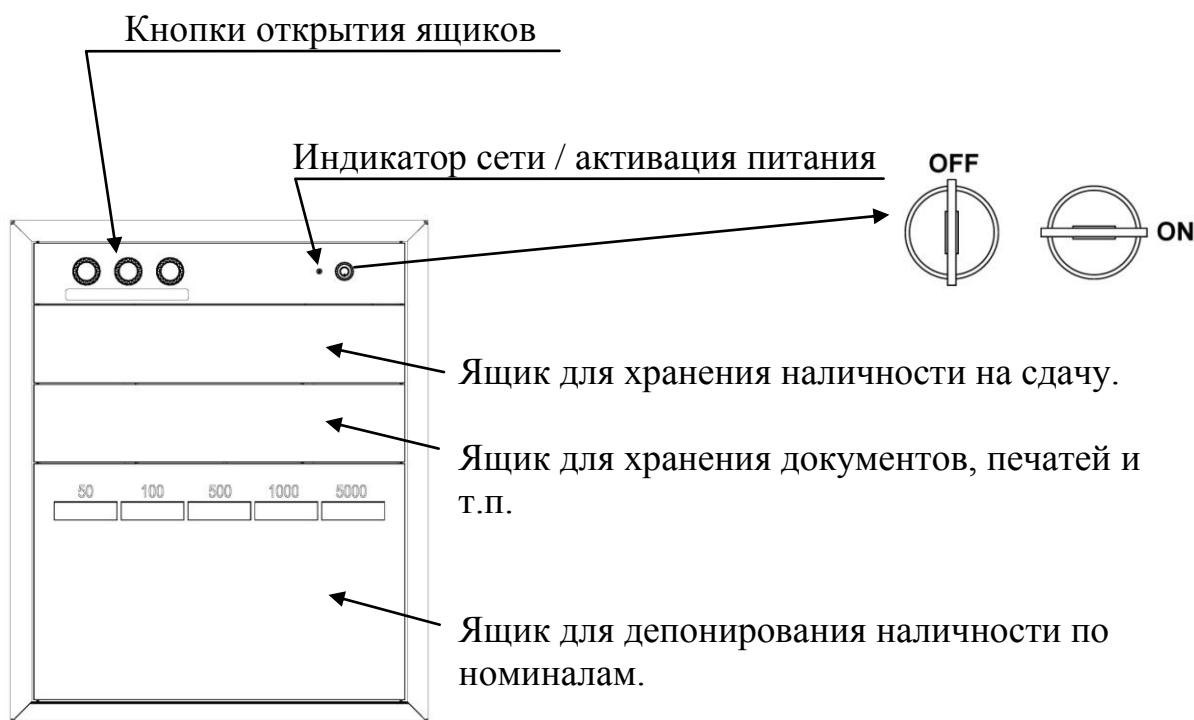 Кнопки открытия ящиков
Индикатор сети / активация питания
OFF
ON
Ящик для хранения наличности на сдачу.
Ящик для хранения документов, печатей и
т.п.
50 100 500 1000 5000
Ящик для депонирования наличности по
номиналам.